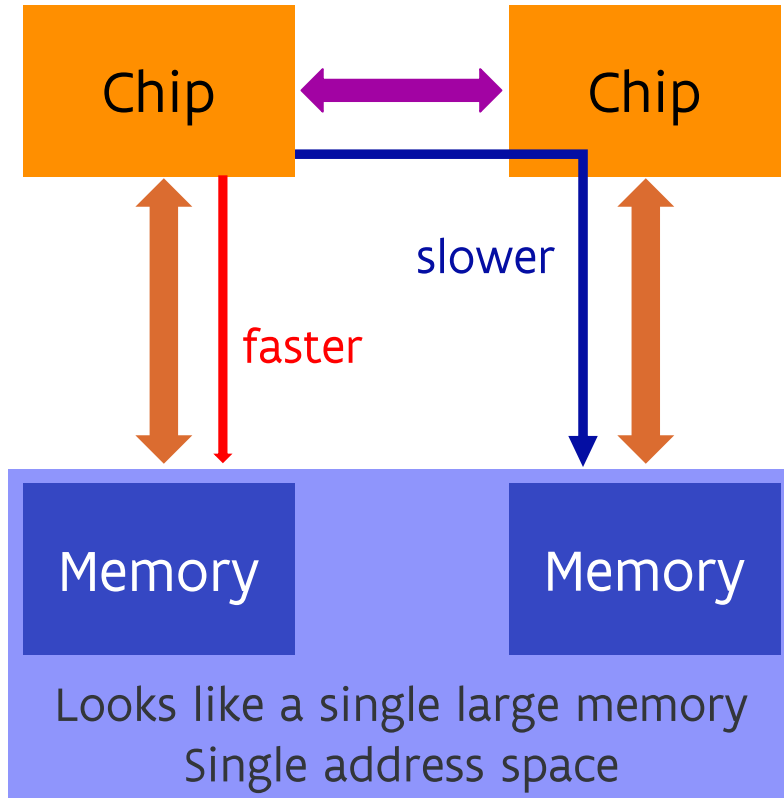 Chip
Chip
slower
faster
Memory
Memory
Looks like a single large memory
Single address space